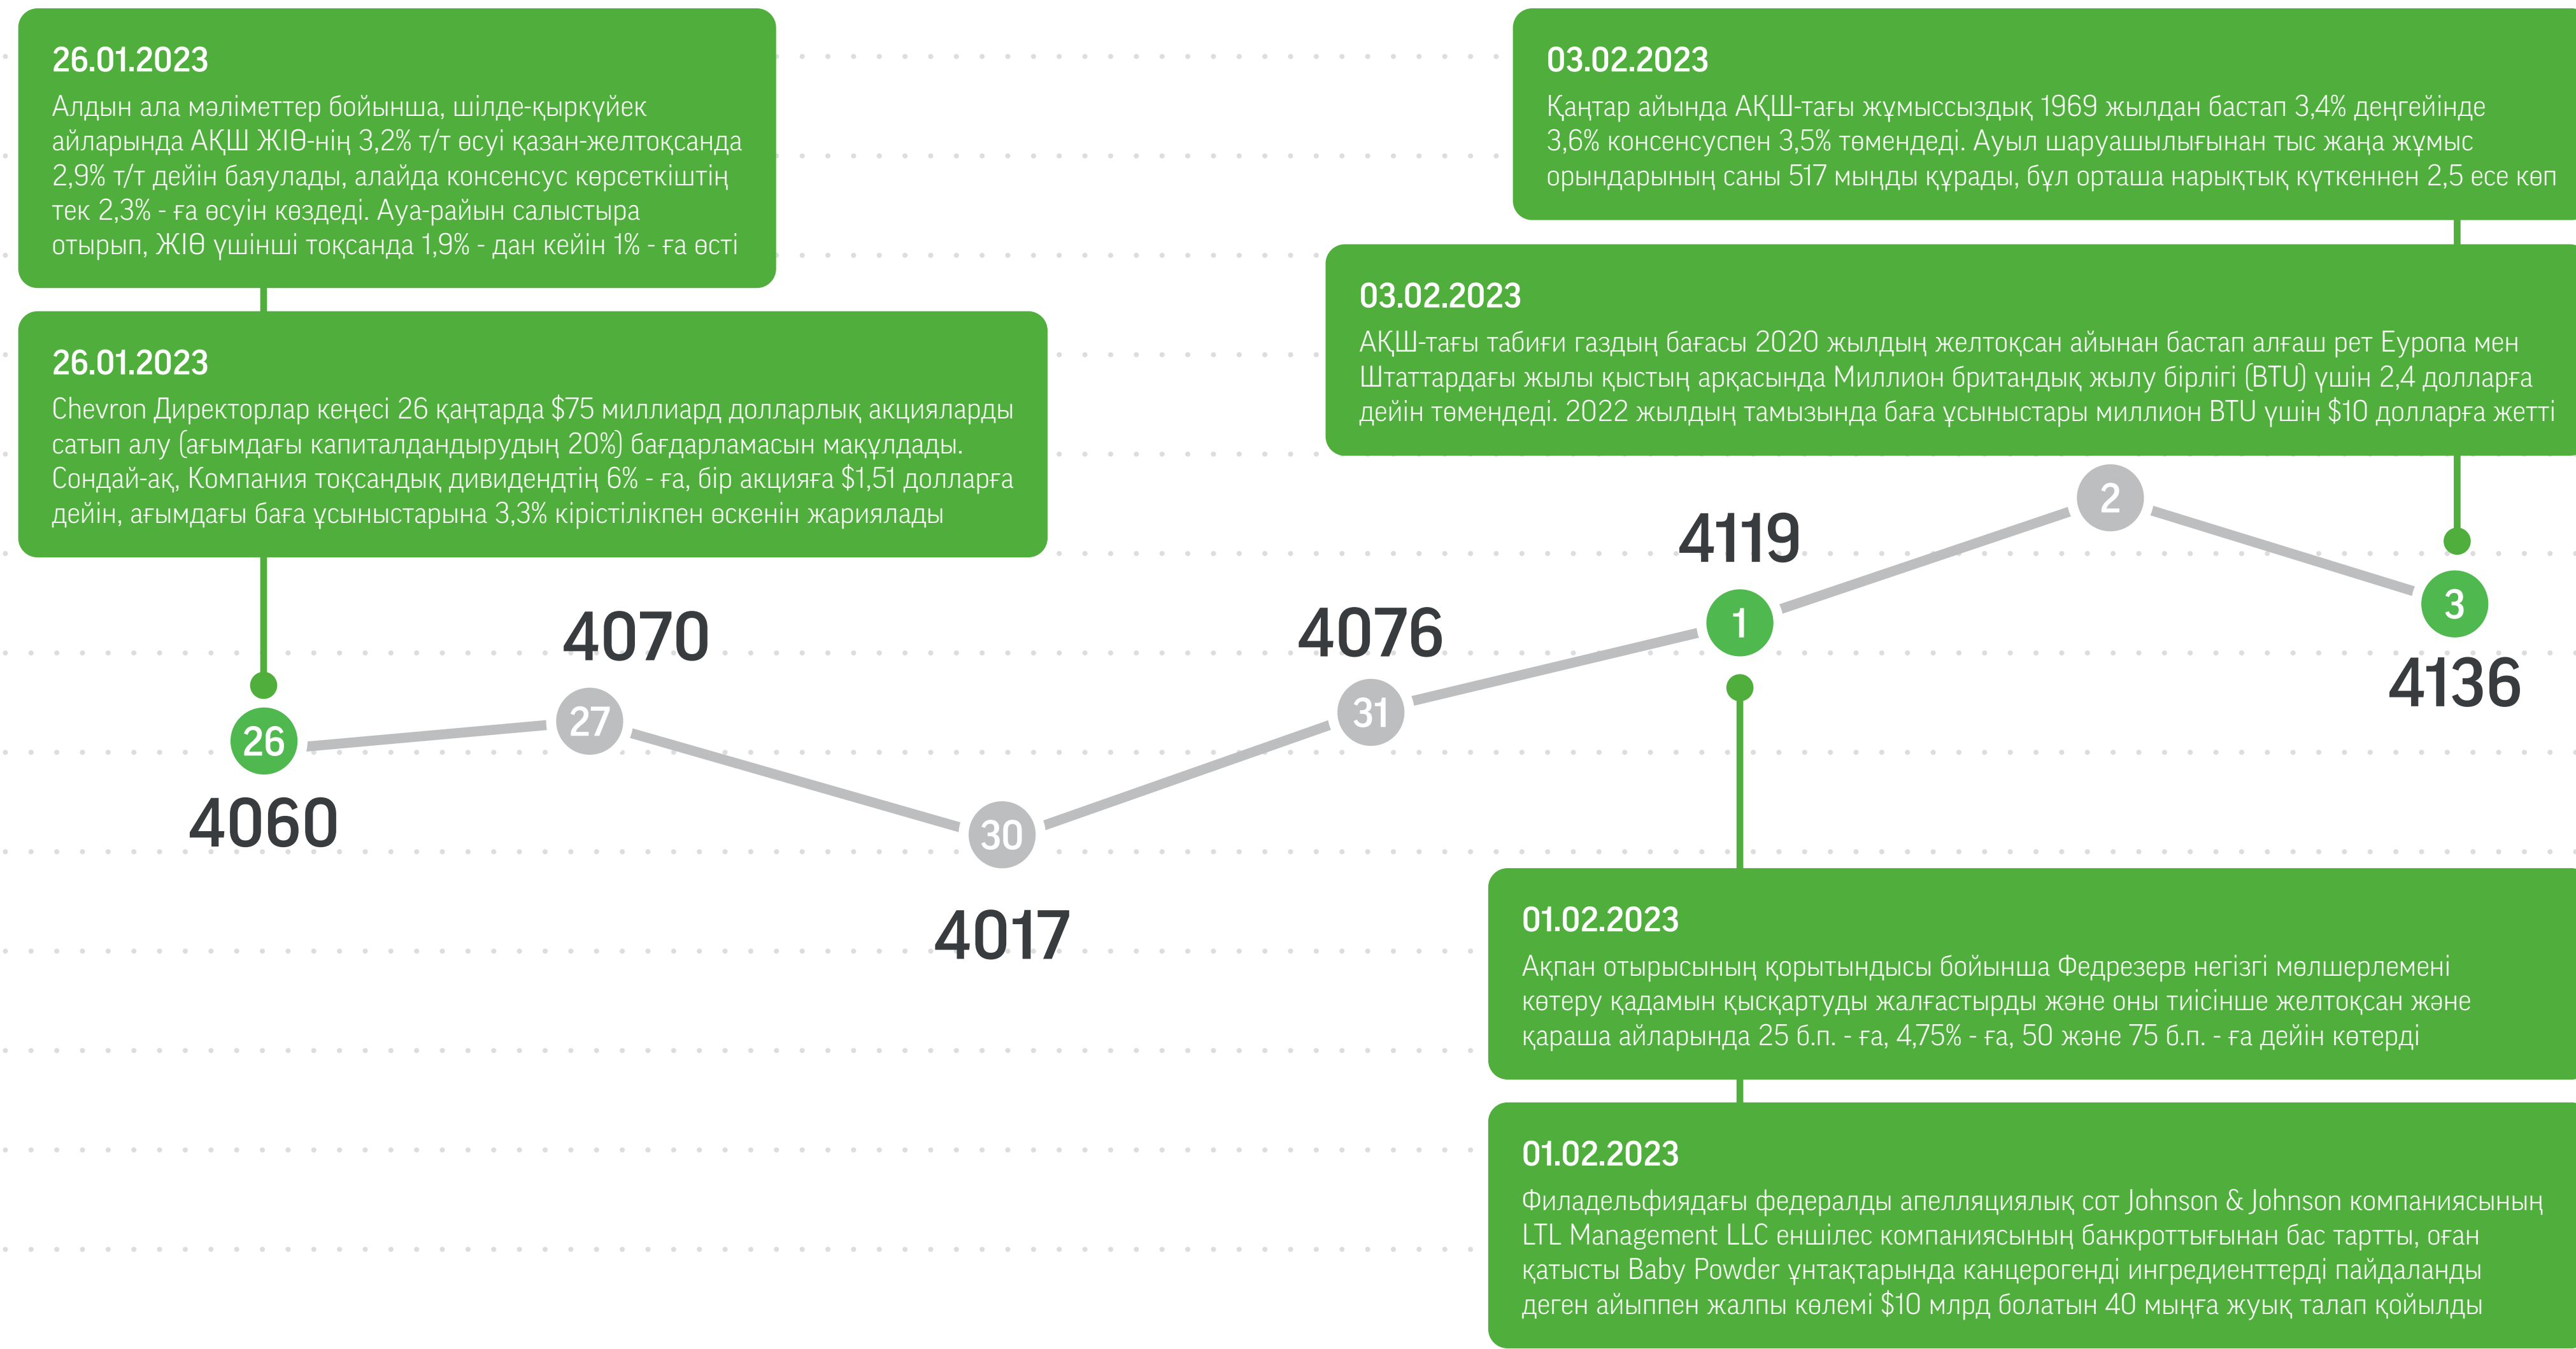 26.01.2023
Алдын ала мәліметтер бойынша, шілде-қыркүйек
айларында АҚШ ЖІӨ-нің 3,2% т/т өсуі қазан-желтоқсанда
2,9% т/т дейін баяулады, алайда консенсус көрсеткіштің
тек 2,3% - ға өсуін көздеді. Ауа-райын салыстыра
отырып, ЖІӨ үшінші тоқсанда 1,9% - дан кейін 1% - ға өсті
26.01.2023
Chevron Директорлар кеңесі 26 қаңтарда $75 миллиард долларлық акцияларды
сатып алу (ағымдағы капиталдандырудың 20%) бағдарламасын мақұлдады.
Сондай-ақ, Компания тоқсандық дивидендтің 6% - ға, бір акцияға $1,51 долларға
дейін, ағымдағы баға ұсыныстарына 3,3% кірістілікпен өскенін жариялады
03.02.2023
Қаңтар айында АҚШ-тағы жұмыссыздық 1969 жылдан бастап 3,4% деңгейінде
3,6% консенсуспен 3,5% төмендеді. Ауыл шаруашылығынан тыс жаңа жұмыс
орындарының саны 517 мыңды құрады, бұл орташа нарықтық күткеннен 2,5 есе көп
03.02.2023
АҚШ-тағы табиғи газдың бағасы 2020 жылдың желтоқсан айынан бастап алғаш рет Еуропа мен
Штаттардағы жылы қыстың арқасында Миллион британдық жылу бірлігі (BTU) үшін 2,4 долларға
дейін төмендеді. 2022 жылдың тамызында баға ұсыныстары миллион BTU үшін $10 долларға жетті
26
4060
4070
27
30
4017
4076
31
4119
1
2
3
4136
01.02.2023
Ақпан отырысының қорытындысы бойынша Федрезерв негізгі мөлшерлемені
көтеру қадамын қысқартуды жалғастырды және оны тиісінше желтоқсан және
қараша айларында 25 б.п. - ға, 4,75% - ға, 50 және 75 б.п. - ға дейін көтерді
01.02.2023
Филадельфиядағы федералды апелляциялық сот Johnson & Johnson компаниясының
LTL Management LLC еншілес компаниясының банкроттығынан бас тартты, оған
қатысты Baby Powder ұнтақтарында канцерогенді ингредиенттерді пайдаланды
деген айыппен жалпы көлемі $10 млрд болатын 40 мыңға жуық талап қойылды